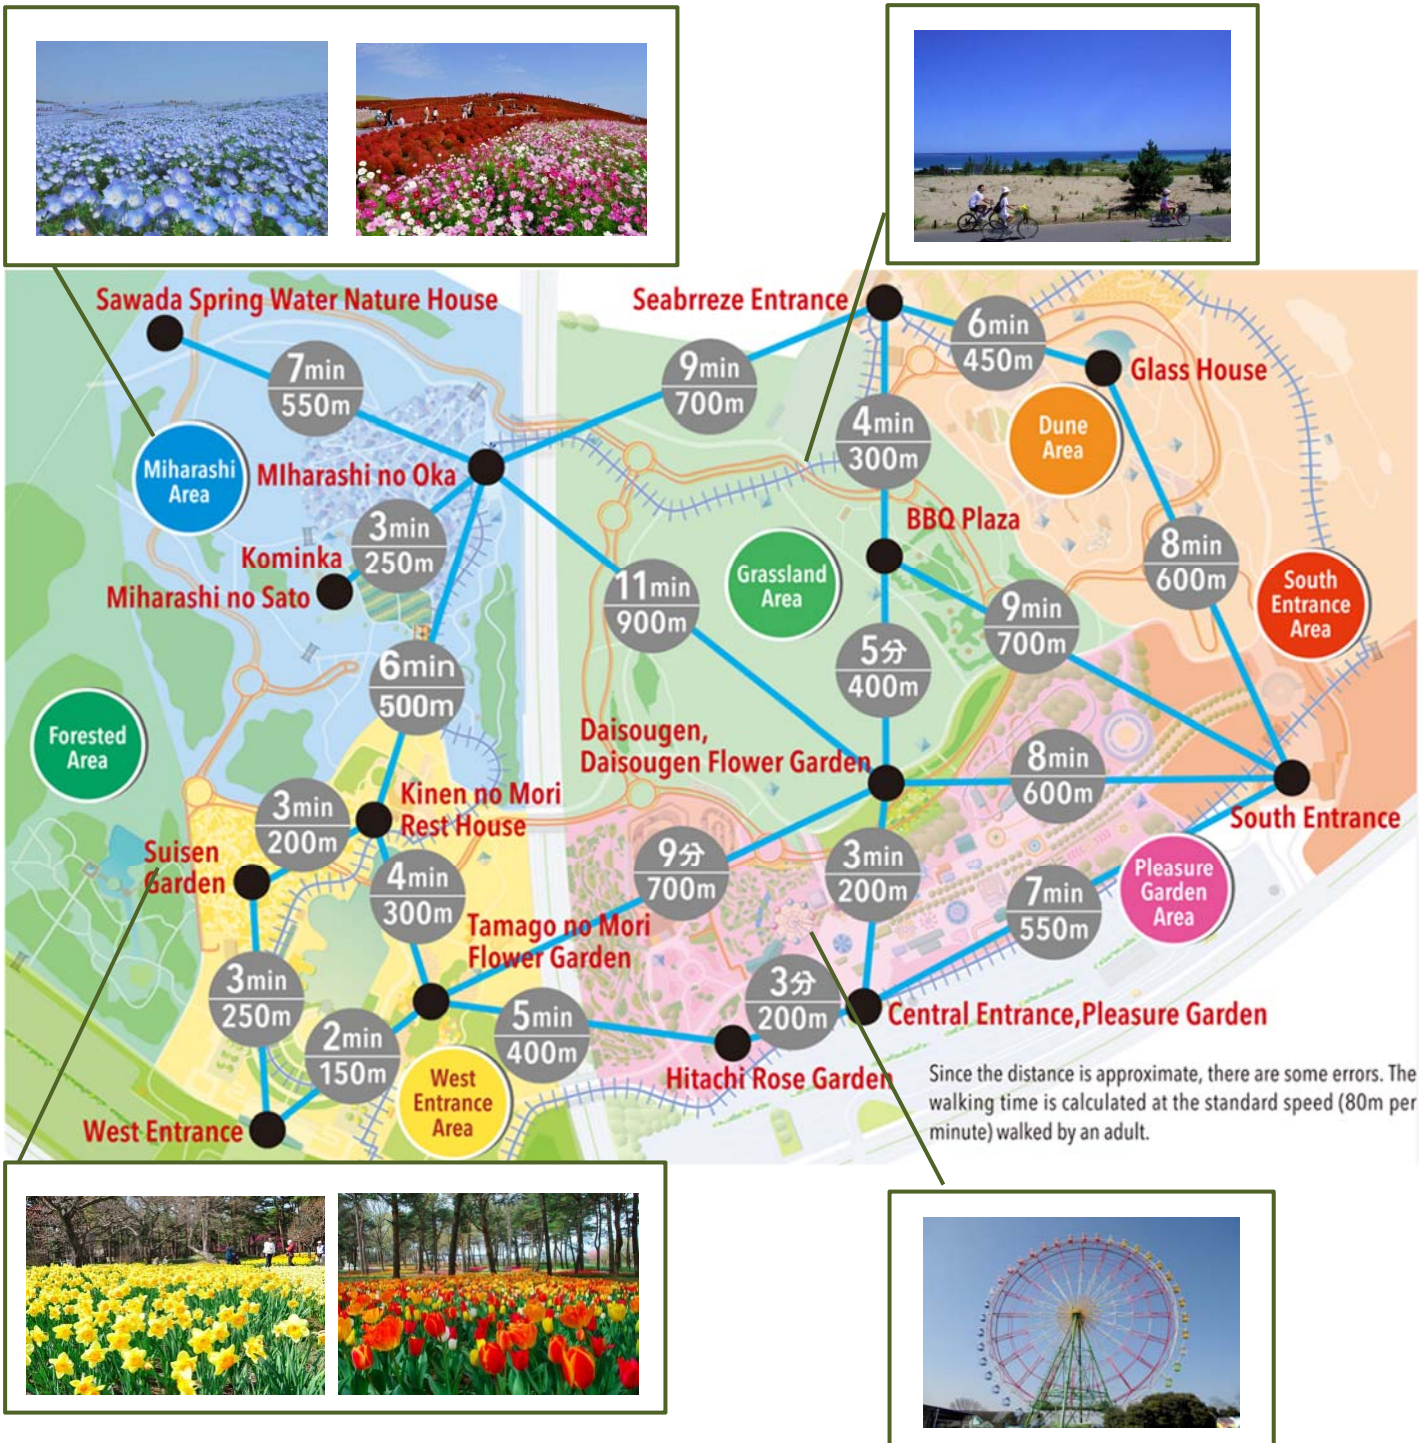 Sawada Spring Water Nature House
Seabrreze Entrance
6min
450m
7min
550m
9min
700m
Glass House
4min
300m
Dune
Area
Miharashi
Area
MIharashi no Oka
BBQ Plaza
3min
250m
8min
600m
Kominka
Miharashi no Sato
11min
900m
Grassland
Area
9min
700m
South
Entrance
Area
6min
500m
5分
400m
Forested
Area
Daisougen,
Daisougen Flower Garden
8min
600m
3min
200m
Kinen no Mori
Rest House
South Entrance
Suisen
Garden
4min
300m
9分
700m
3min
200m
Pleasure
Garden
Area
7min
550m
Tamago no Mori
Flower Garden
3min
250m
3分
200m
Central Entrance,Pleasure Garden
2min
150m
5min
400m
Hitachi Rose Garden
West
Entrance
Area
West Entrance
Since the distance is approximate, there are some errors. The
walking time is calculated at the standard speed (80m per
minute) walked by an adult.